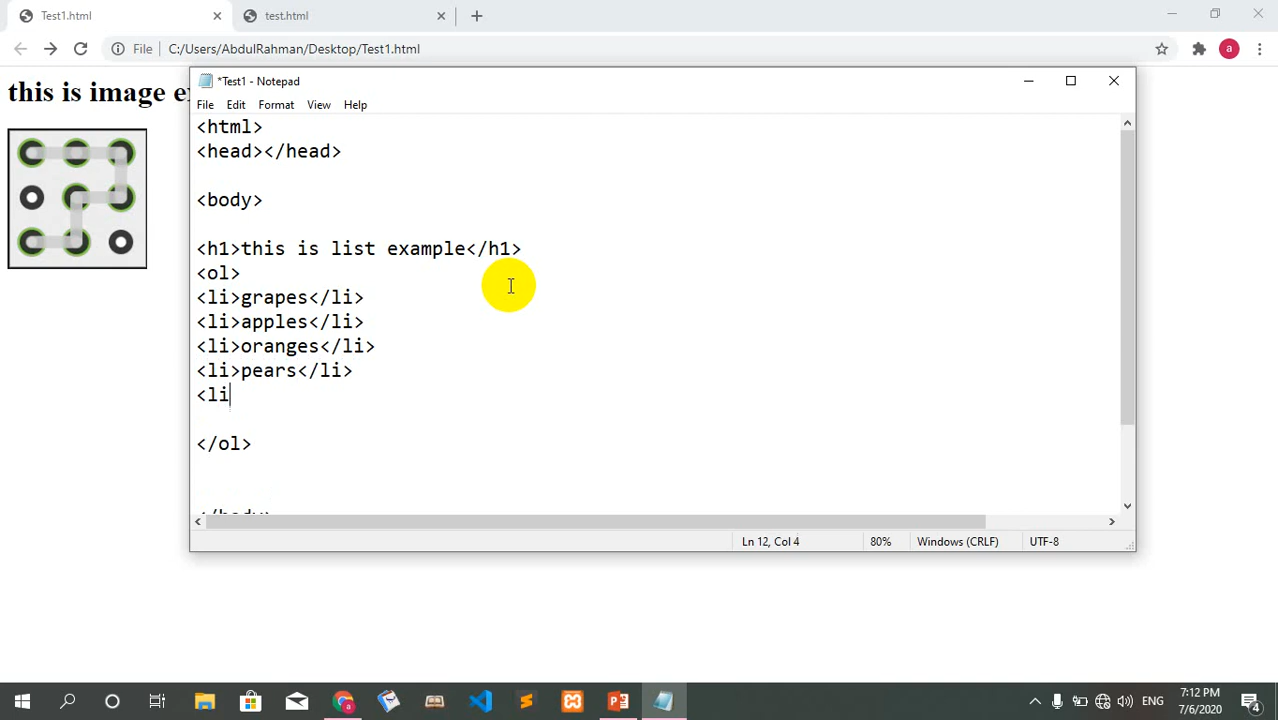 Test1.html
test.html
File
C:/Users/AbdulRahman/Desktop/Test1.html
this is image
*Test1 - Notepad
File Edit Format View Help
<html>
<head></head>
<body>
<h1>this is list example</h1>
<ol>
<li>grapes</li>
<li>apples</li>
<li>oranges</li>
<li>pears</li>
<li
</ol>
</body>
Ln 12, Col 4
80%
Windows (CRLF)
UTF-8
a
a
ENG
7:12 PM
7/6/2020
4